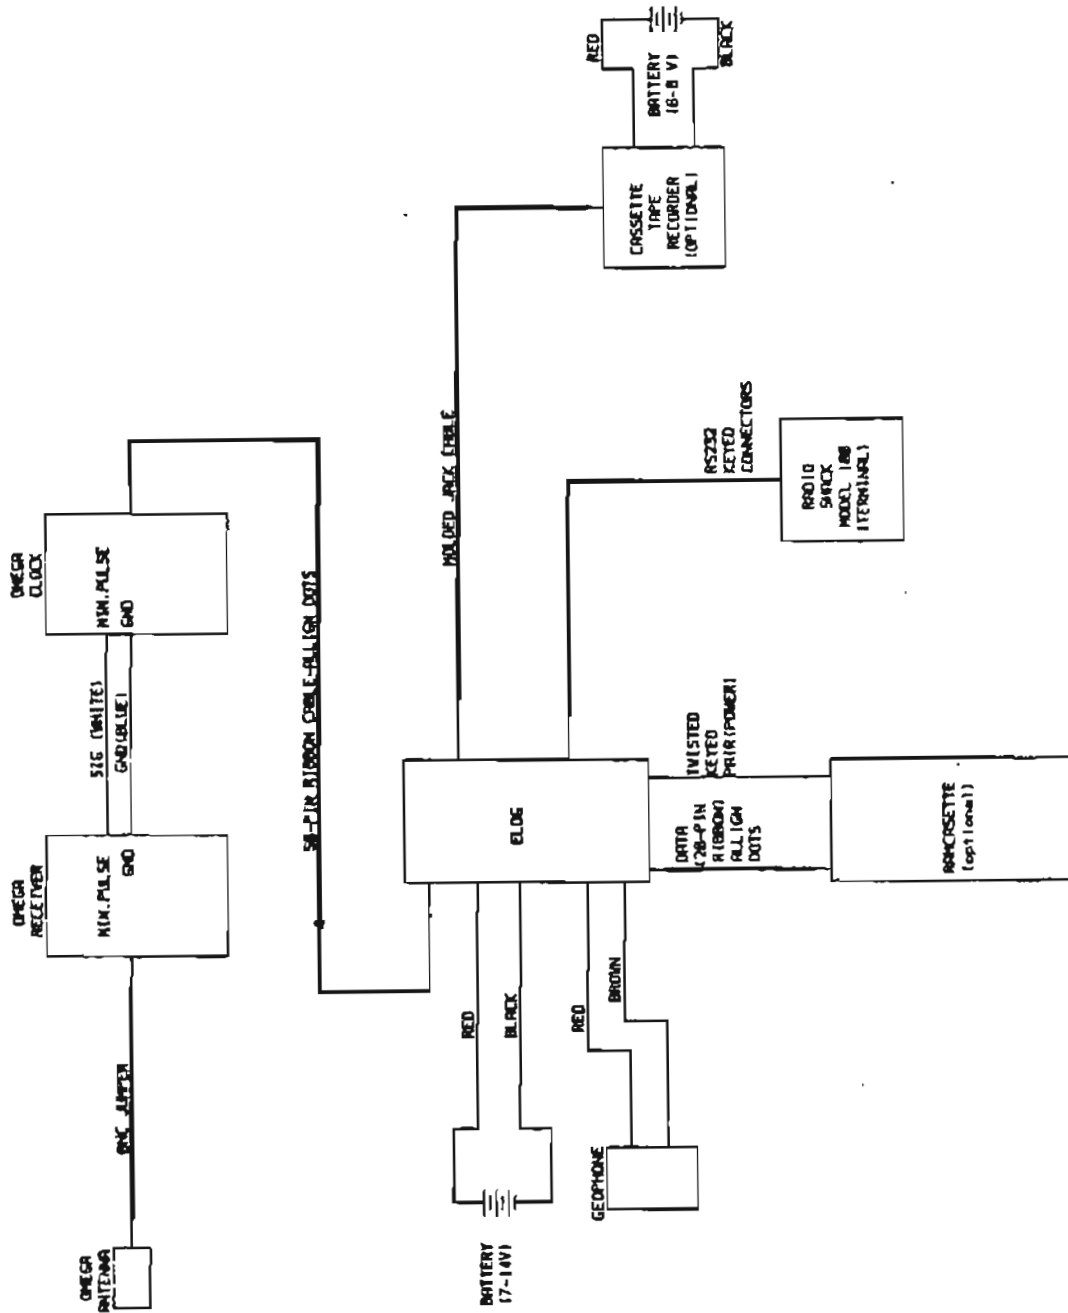 OMEGA
ANTENNA
BNC JUMPER
OMEGA
RECEIVER
MIN.PULSE
GND
SIG (WHITE)
GND(BLUE)
OMEGA
CLOCK
MIN.PULSE
GND
50-PIN RIBBON CABLE-ALLIGN DOTS
BATTERY
(7-14V)
RED
BLACK
GEOPHONE
RED
BROWN
ELOG
DATA
(20-PIN
RIBBON)
ALLIGN
DOTS
TWISTED
KEYED
PAIR(POWER)
RAMCASETTE
(optional)
MOLDED JACK CABLE
RS232
KEYED
CONNECTORS
RADIO
SHACK
MODEL 100
(TERMINAL)
CASSETTE
TAPE
RECORDER
(OPTIONAL)
RED
BATTERY
(6-8 V)
BLACK